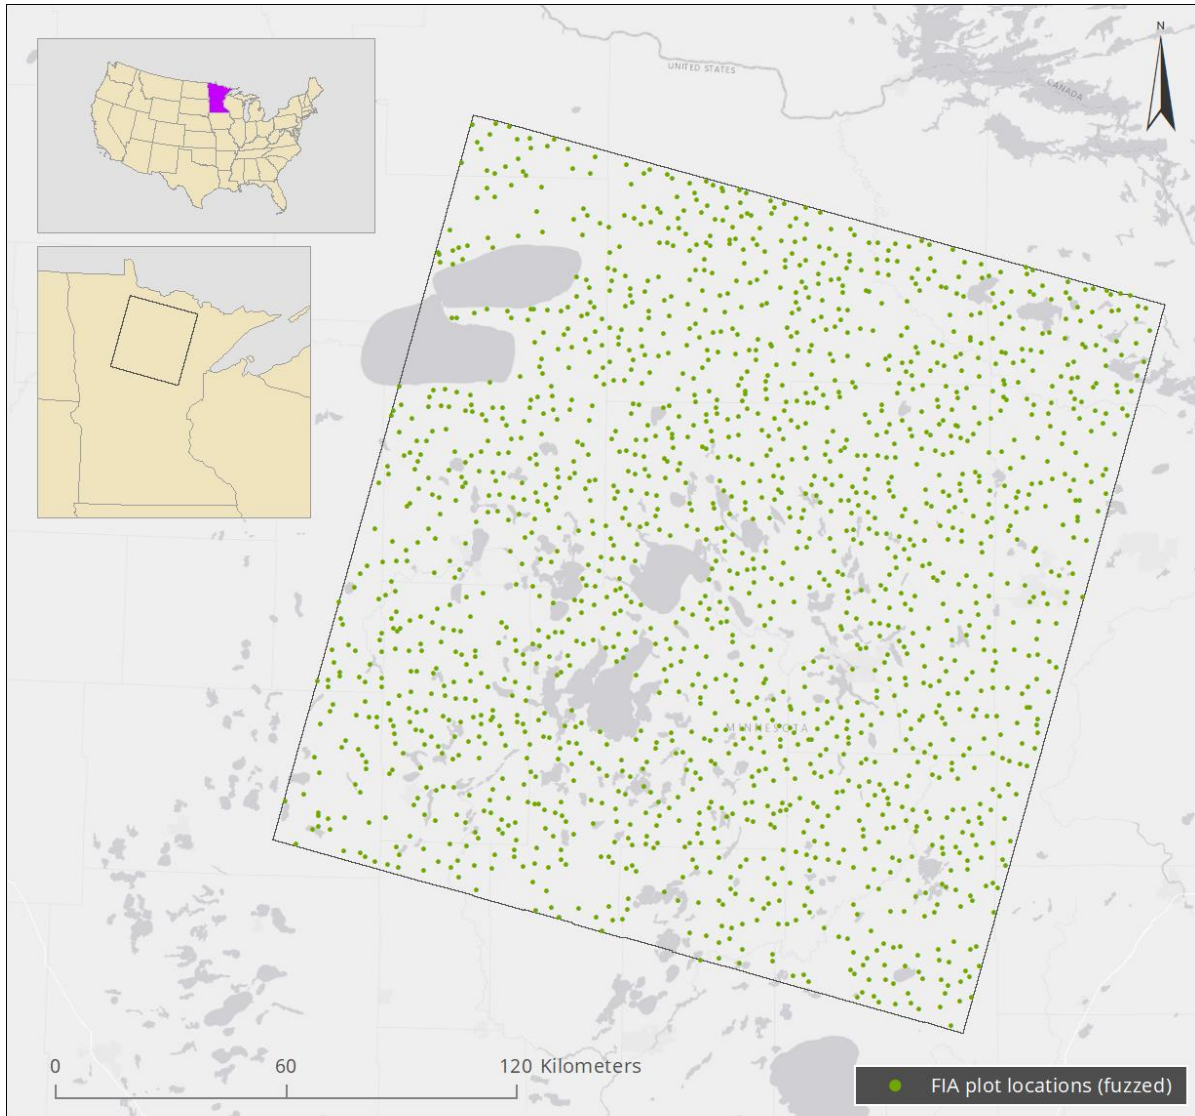 N
UNITED STATES
CANADA
MINNESOTA
0 60 120 Kilometers
FIA plot locations (fuzzed)